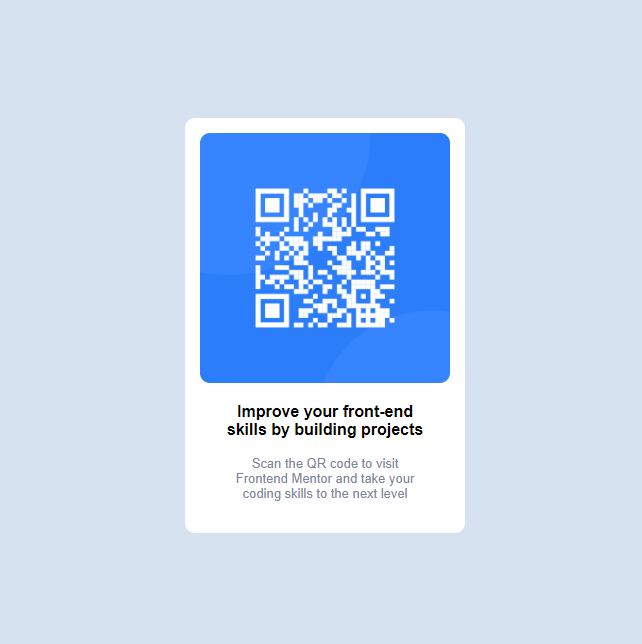 Improve your front-end
skills by building projects
Scan the QR code to visit
Frontend Mentor and take your
coding skills to the next level